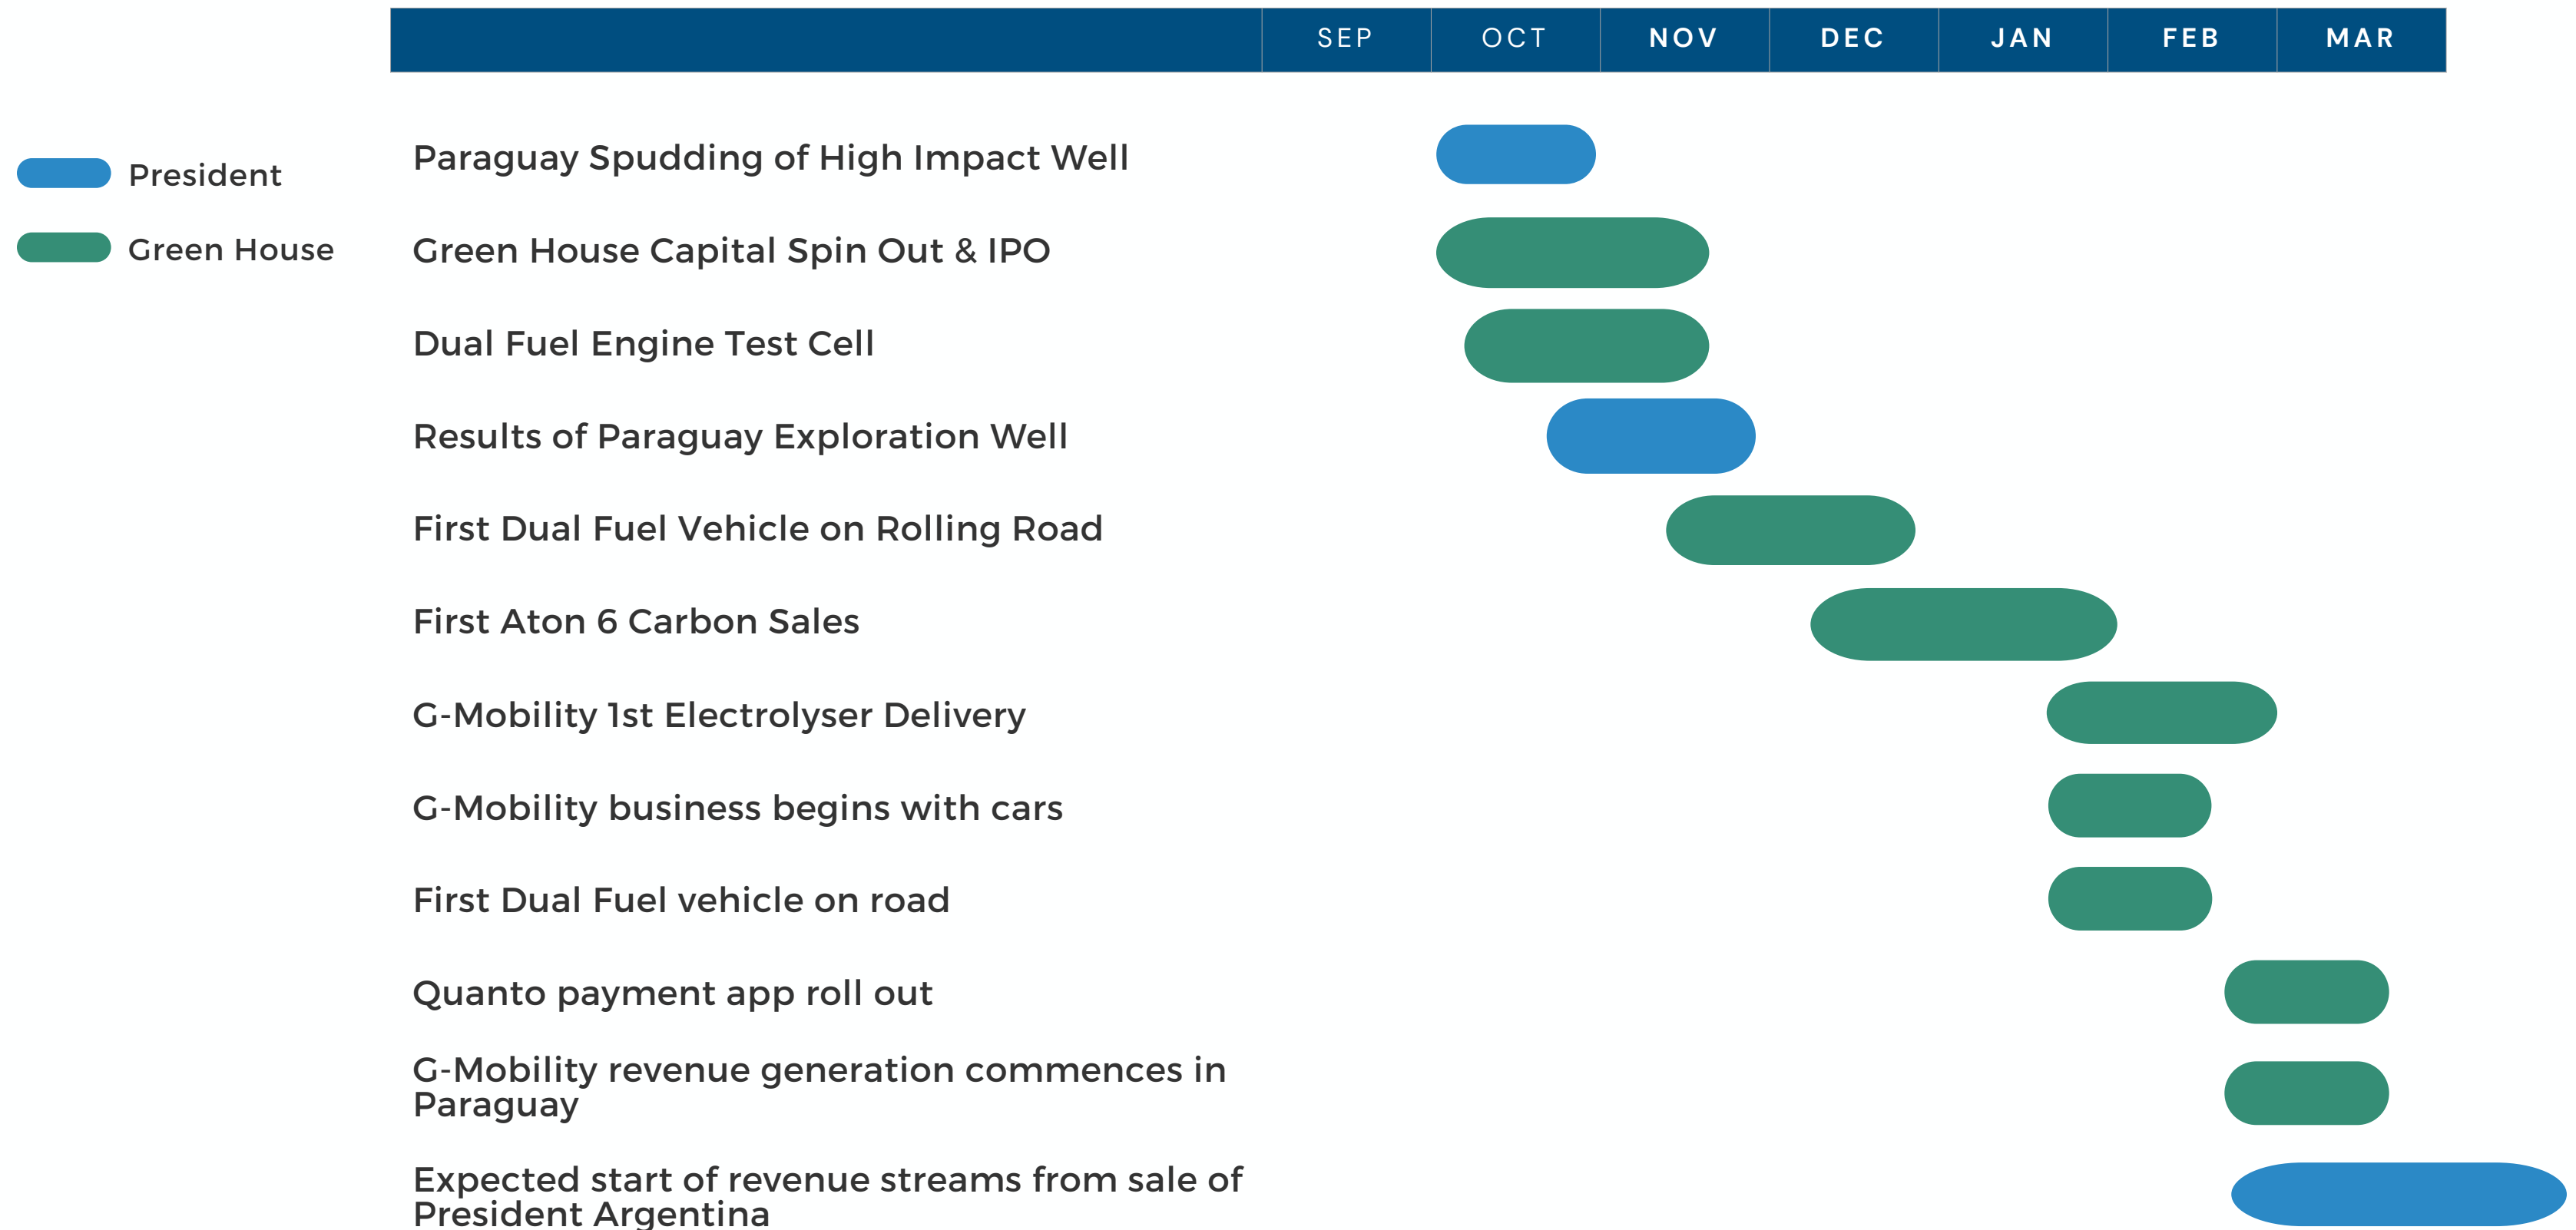 SEP OCT NOV DEC JAN FEB MAR
President
Green House
Paraguay Spudding of High Impact Well
Green House Capital Spin Out & IPO
Dual Fuel Engine Test Cell
Results of Paraguay Exploration Well
First Dual Fuel Vehicle on Rolling Road
First Aton 6 Carbon Sales
G-Mobility 1st Electrolyser Delivery
G-Mobility business begins with cars
First Dual Fuel vehicle on road
Quanto payment app roll out
G-Mobility revenue generation commences in
Paraguay
Expected start of revenue streams from sale of
President Argentina